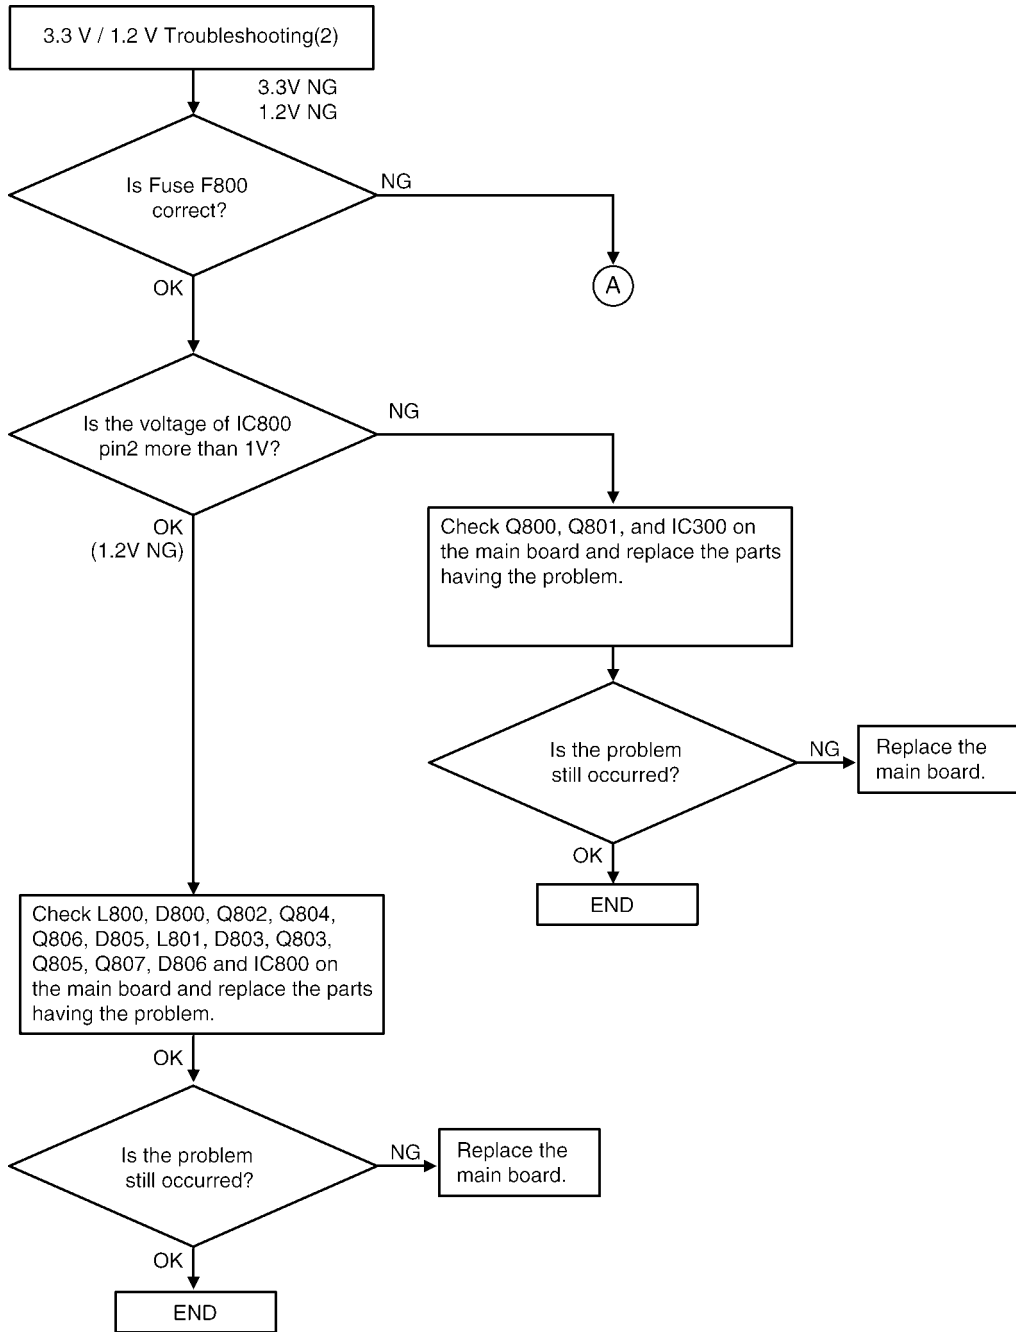 3.3 V / 1.2 V Troubleshooting(2)
3.3V NG
1.2V NG
Is Fuse F800
correct?
NG
A
OK
Is the voltage of IC800
pin2 more than 1V?
NG
OK
(1.2V NG)
Check Q800, Q801, and IC300 on
the main board and replace the parts
having the problem.
Is the problem
still occurred?
NG
Replace the
main board.
OK
END
Check L800, D800, Q802, Q804,
Q806, D805, L801, D803, Q803,
Q805, Q807, D806 and IC800 on
the main board and replace the parts
having the problem.
OK
Is the problem
still occurred?
NG
Replace the
main board.
OK
END